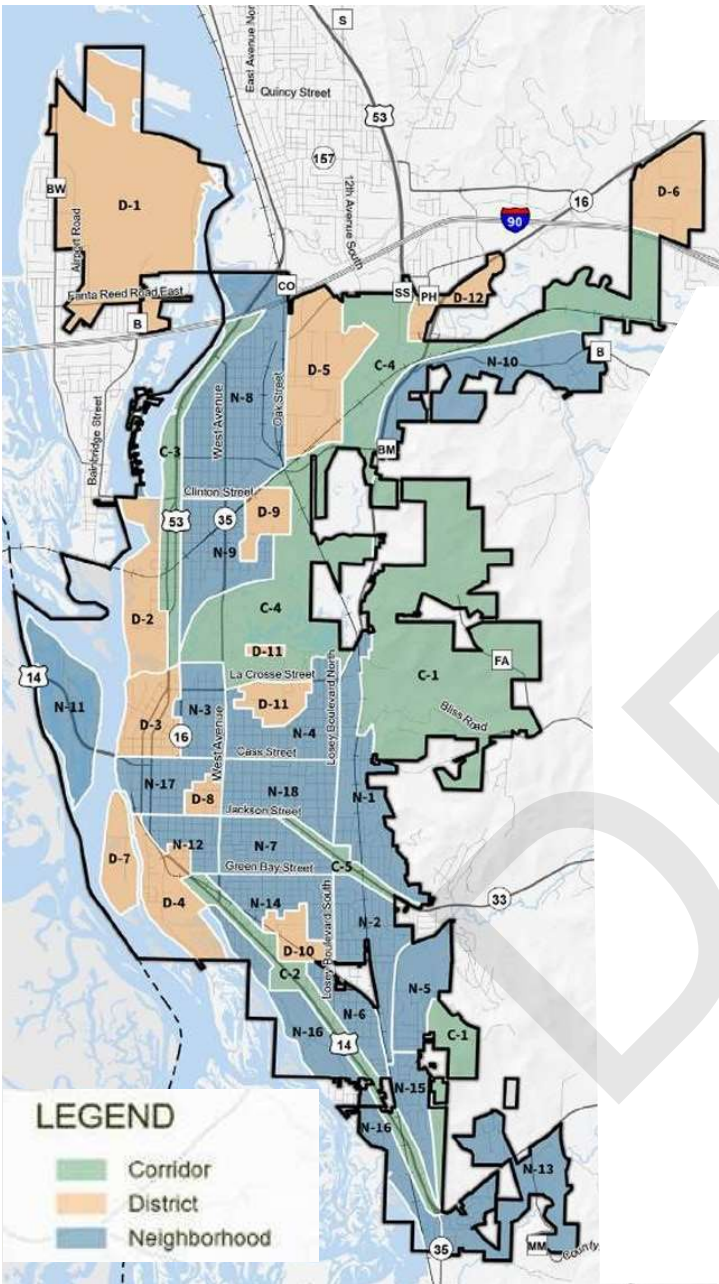 S
East Avenue Nor
Quincy Street
53
157
16
D-6
BW
D-1
90
12th Avenue South
Airport Road
CO
SS
PH
D-12
Fanta Reed Road East
B
N-10
B
D-5
C-4
N-8
Oak Street
West Avenue
Bainbridge Street
C-3
BM
Clinton Street
53
35
D-9
N-9
C-4
D-2
D-11
FA
La Crosse Street
C-1
14
N-11
D-11
N-3
Losey Boulevard North
Bliss Road
D-3
16
N-4
West Avenue
Cass Street
N-17
D-8
N-18
N-1
Jackson Street
N-12
N-7
D-7
Green Bay Street
C-5
33
D-4
N-14
N-2
Losey Boulevard South
D-10
C-2
N-5
N-6
N-16
14
C-1
N-15
N-16
N-13
35
MM
County
LEGEND
Corridor
District
Neighborhood